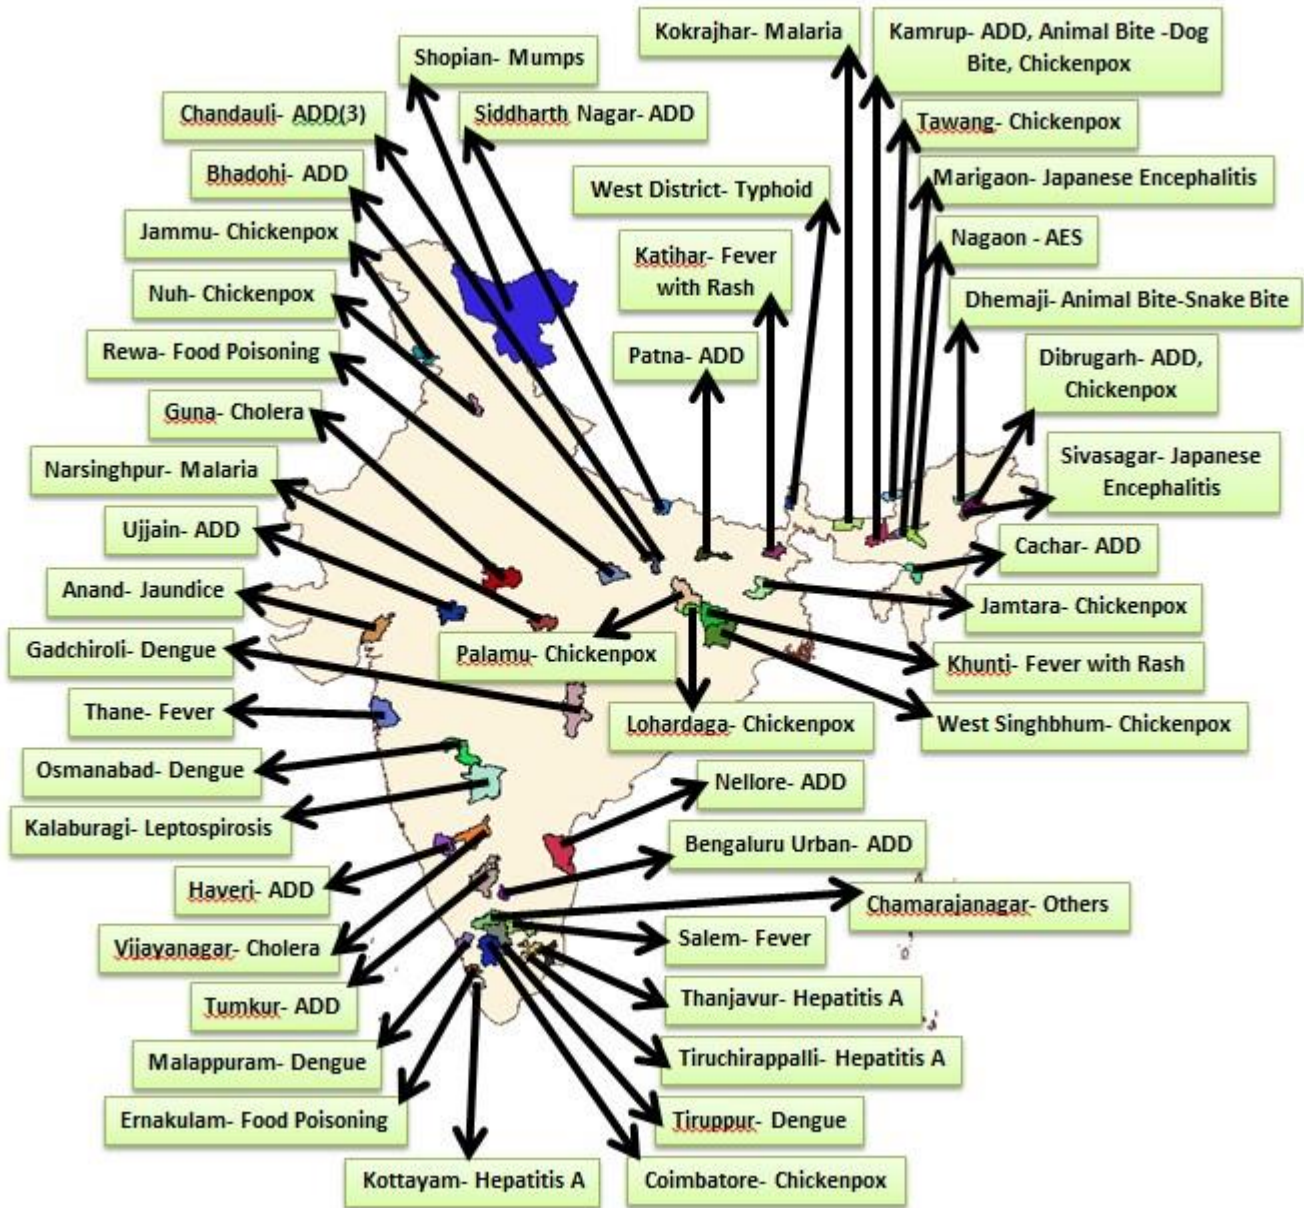 Kokrajhar- Malaria
Kamrup- ADD, Animal Bite -Dog
Bite, Chickenpox
Shopian- Mumps
Chandauli- ADD(3)
Siddharth Nagar- ADD
Tawang- Chickenpox
Bhadohi- ADD
West District- Typhoid
Marigaon- Japanese Encephalitis
Jammu- Chickenpox
Katihar- Fever
with Rash
Nagaon - AES
Nuh- Chickenpox
Dhemaji- Animal Bite-Snake Bite
Rewa- Food Poisoning
Patna- ADD
Dibrugarh- ADD,
Chickenpox
Guna- Cholera
Narsinghpur- Malaria
Sivasagar- Japanese
Encephalitis
Ujjain- ADD
Cachar- ADD
Anand- Jaundice
Jamtara- Chickenpox
Gadchiroli- Dengue
Palamu- Chickenpox
Khunti- Fever with Rash
Thane- Fever
Lohardaga- Chickenpox
West Singhbhum- Chickenpox
Osmanabad- Dengue
Nellore- ADD
Kalaburagi- Leptospirosis
Bengaluru Urban- ADD
Haveri- ADD
Chamarajanagar- Others
Vijayanagar- Cholera
Salem- Fever
Tumkur- ADD
Thanjavur- Hepatitis A
Malappuram- Dengue
Tiruchirappalli- Hepatitis A
Ernakulam- Food Poisoning
Tiruppur- Dengue
Kottayam- Hepatitis A
Coimbatore- Chickenpox